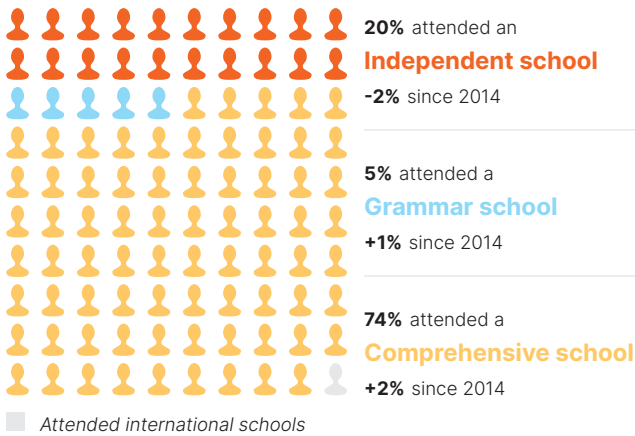 20% attended an
Independent school
-2% since 2014
5% attended a
Grammar school
+1% since 2014
74% attended a
Comprehensive school
+2% since 2014
Attended international schools